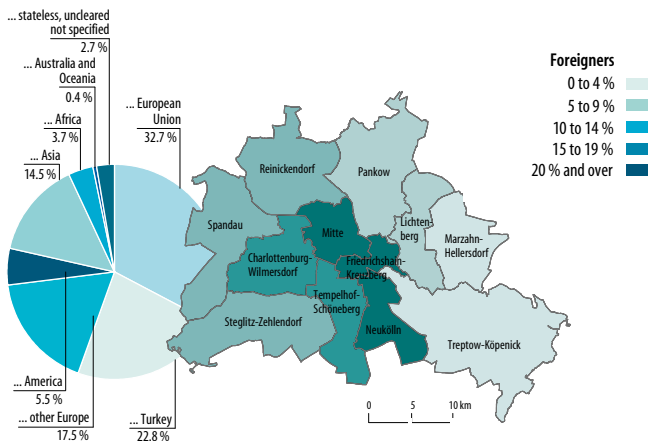 ... stateless, uncleared
not specified
2.7 %
... Australia and
Oceania
0.4 %
... Africa
3.7 %
... Asia
14.5 %
... European
Union
32.7 %
... America
5.5 %
... other Europe
17.5 %
... Turkey
22.8 %
Reinickendorf
Pankow
Spandau
Mitte
Lichten-
berg
Marzahn-
Hellersdorf
Charlottenburg-
Wilmersdorf
Friedrichshain-
Kreuzberg
Tempelhof-
Schöneberg
Steglitz-Zehlendorf
Neukölln
Treptow-Köpenick
0 5 10 km
Foreigners
0 to 4 %
5 to 9 %
10 to 14 %
15 to 19 %
20 % and over